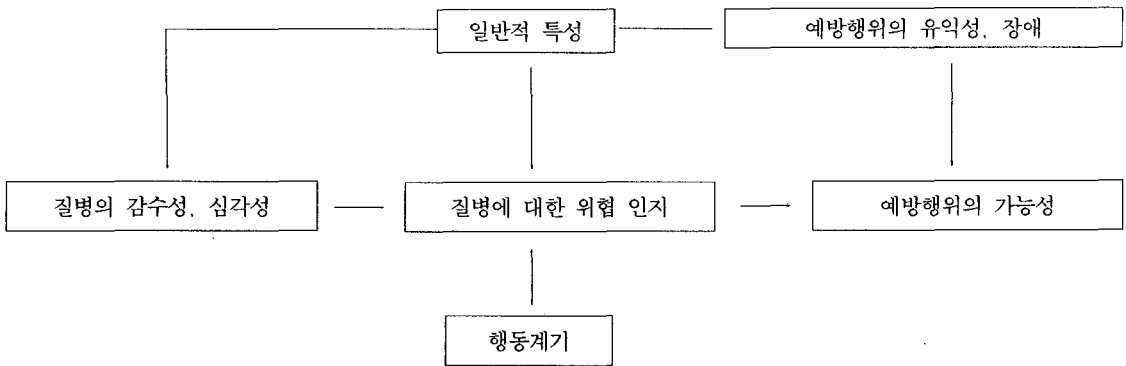 일반적 특성
예방행위의 유익성, 장애
질병의 감수성, 심각성
질병에 대한 위협 인지
예방행위의 가능성
행동계기